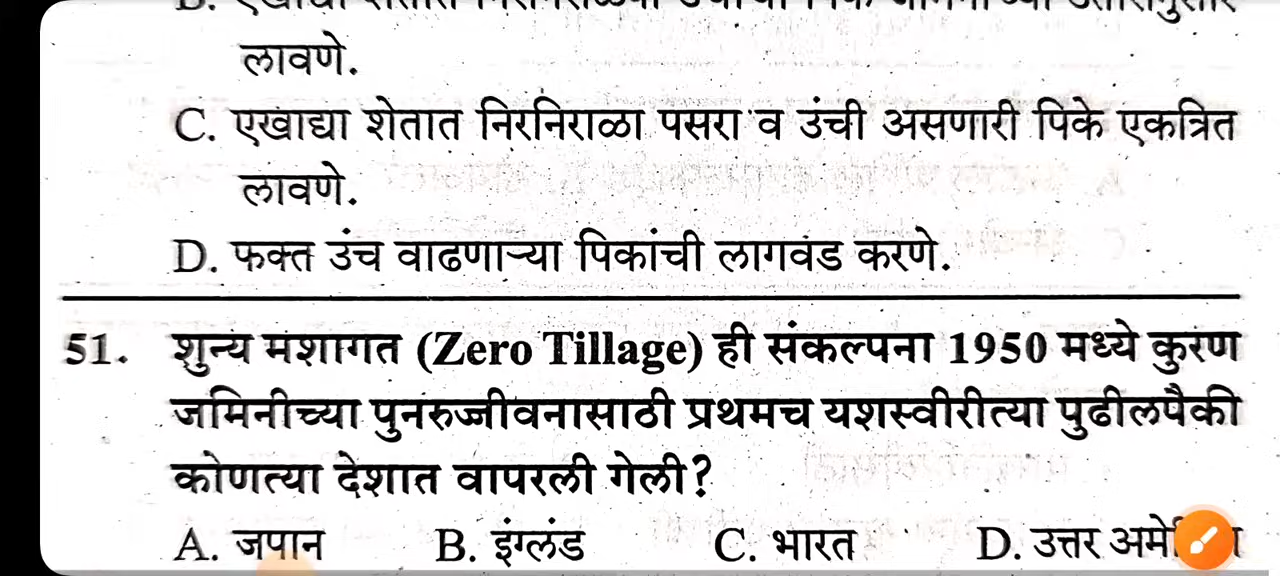 लावणे.
C. एखाद्या शेतात निरनिराळा पसरा व उंची असणारी पिके एकत्रित
लावणे.
D. फक्त उंच वाढणाऱ्या पिकांची लागवड करणे.
51. शुन्य मशागत (Zero Tillage) ही संकल्पना 1950 मध्ये कुरण
जमिनीच्या पुनरुज्जीवनासाठी प्रथमच यशस्वीरीत्या पुढीलपैकी
कोणत्या देशात वापरली गेली?
A. जपान B. इंग्लंड C. भारत D. उत्तर